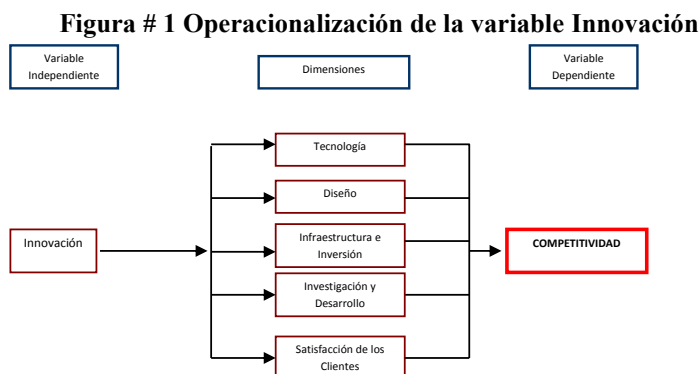 Figura # 1 Operacionalización de la variable Innovación
Variable
Independiente
Dimensiones
Variable
Dependiente
Tecnología
Diseño
Innovación
Infraestructura e
Inversión
COMPETITIVIDAD
Investigación y
Desarrollo
Satisfacción de los
Clientes